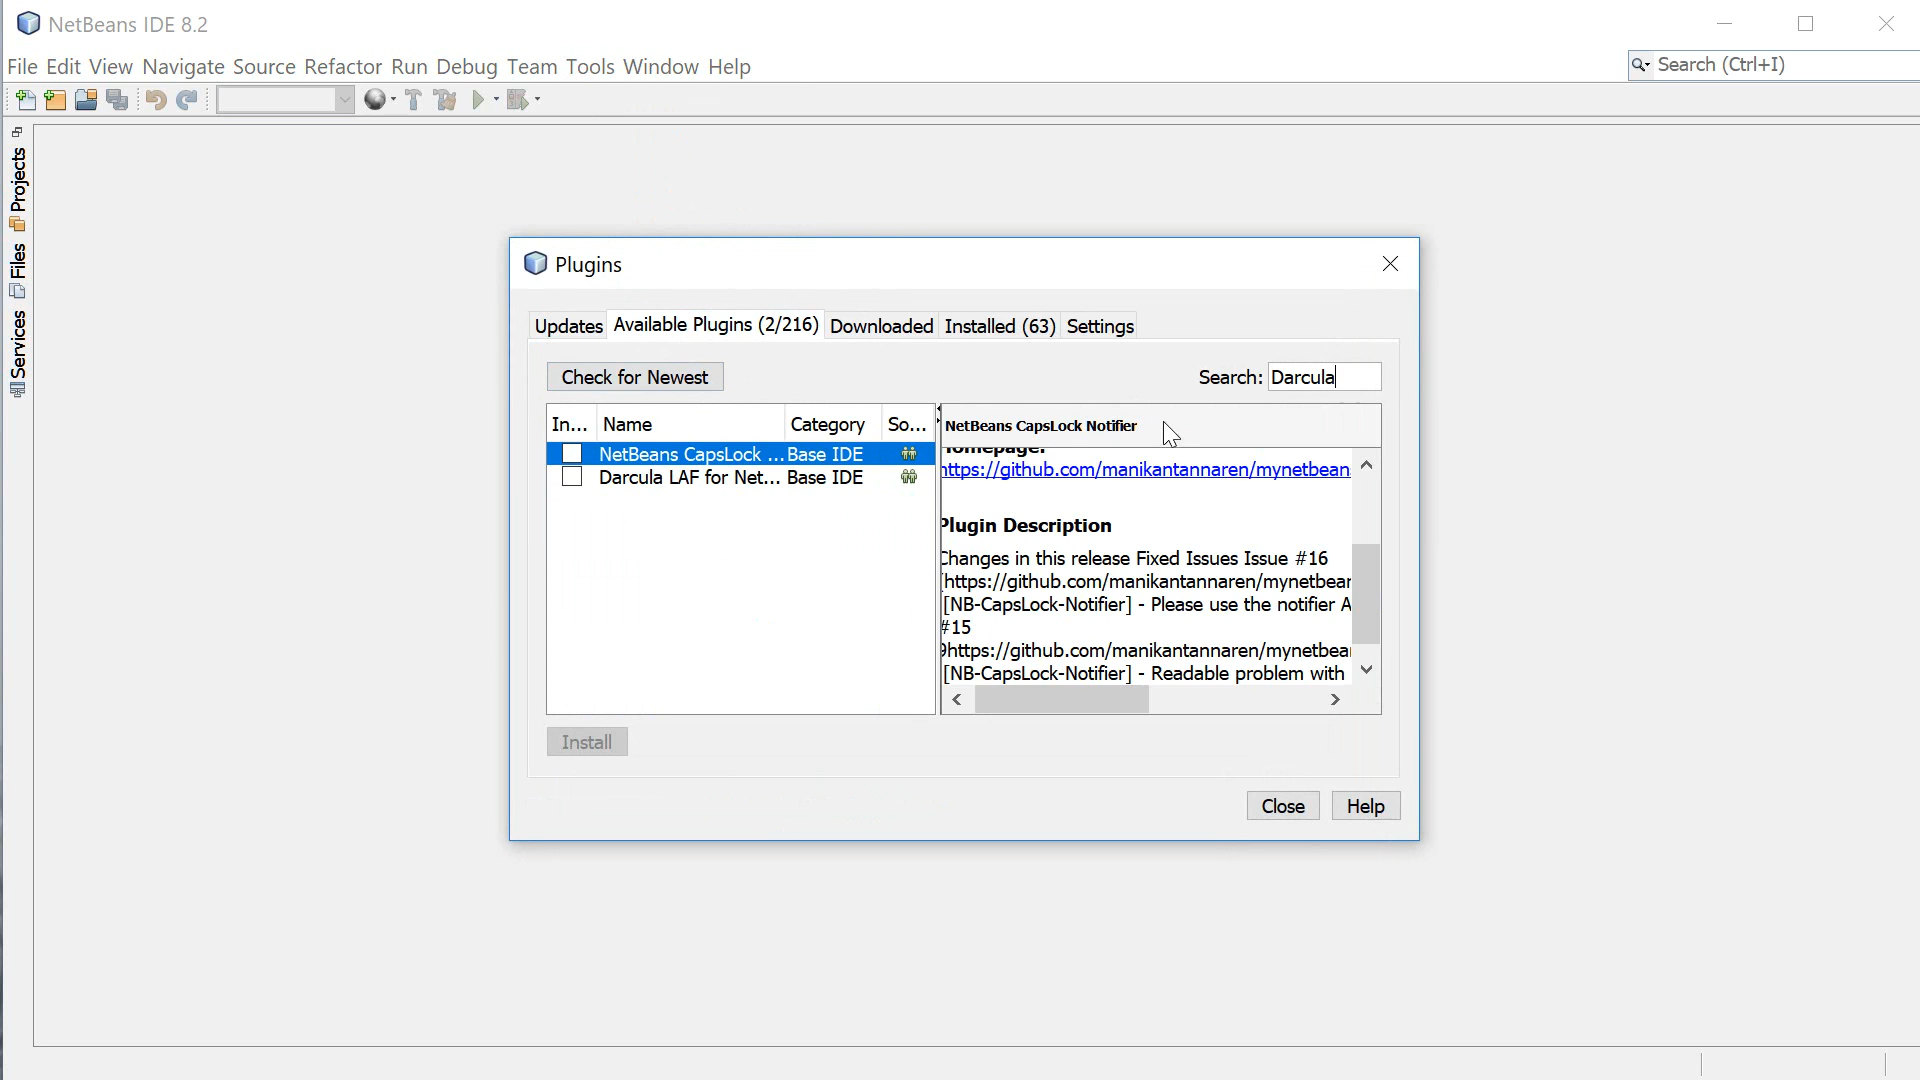 NetBeans IDE 8.2
File Edit View Navigate Source Refactor Run Debug Team Tools Window Help
Search (Ctrl+I)
Projects
Files
Services
Plugins
Updates Available Plugins (2/216) Downloaded Installed (63) Settings
Check for Newest
Search: Darcula
In... Name Category So...
NetBeans CapsLock ... Base IDE
Darcula LAF for Net... Base IDE
NetBeans CapsLock Notifier
Homepage:
https://github.com/manikantannaren/mynetbeans
Plugin Description
Changes in this release Fixed Issues Issue #16
(https://github.com/manikantannaren/mynetbean
[NB-CapsLock-Notifier] - Please use the notifier A
#15
9https://github.com/manikantannaren/mynetbea
[NB-CapsLock-Notifier] - Readable problem with
Install
Close
Help